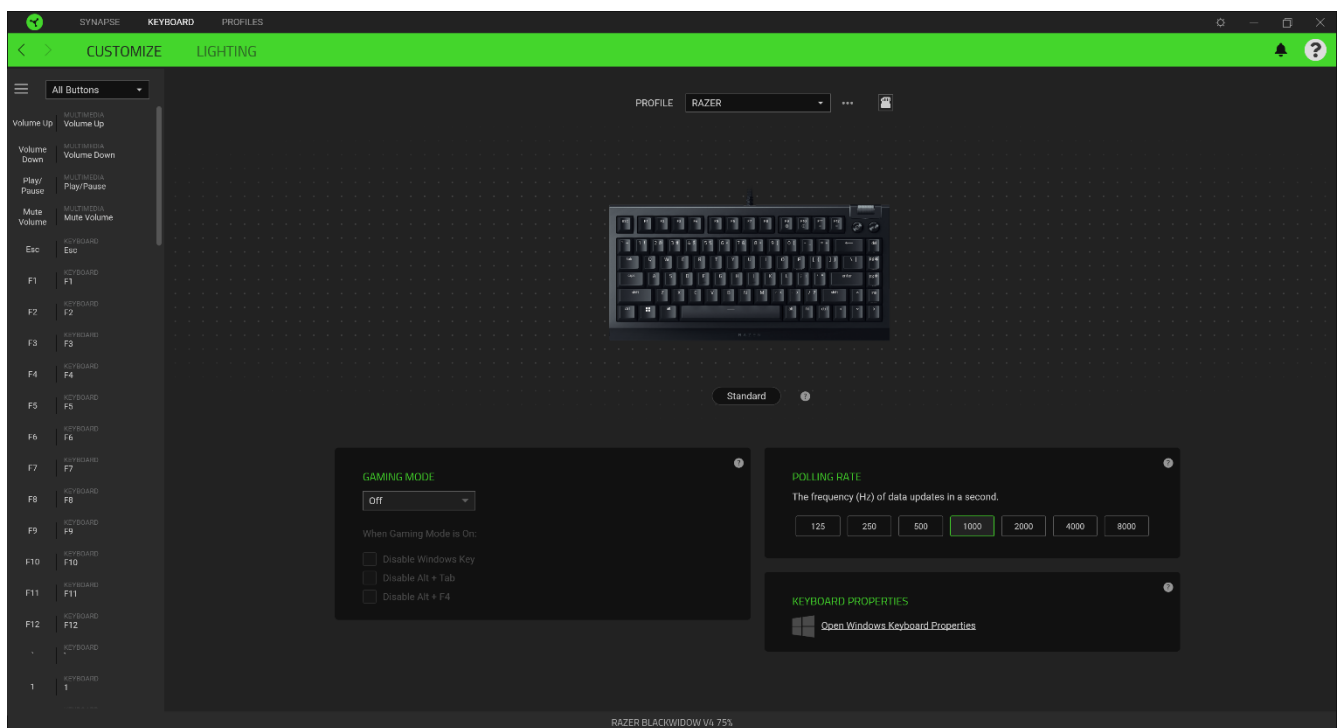 SYNAPSE KEYBOARD PROFILES
CUSTOMIZE LIGHTING
All Buttons
PROFILE RAZER
Volume Up MULTIMEDIA
Volume Up
Volume Down MULTIMEDIA
Volume Down
Play/Pause MULTIMEDIA
Play/Pause
Mute Volume MULTIMEDIA
Mute Volume
Esc KEYBOARD
Esc
F1 KEYBOARD
F1
F2 KEYBOARD
F2
F3 KEYBOARD
F3
F4 KEYBOARD
F4
F5 KEYBOARD
F5
F6 KEYBOARD
F6
F7 KEYBOARD
F7
F8 KEYBOARD
F8
F9 KEYBOARD
F9
F10 KEYBOARD
F10
F11 KEYBOARD
F11
F12 KEYBOARD
F12
` KEYBOARD
`
1 KEYBOARD
1
Standard
GAMING MODE
Off
When Gaming Mode is On:
Disable Windows Key
Disable Alt + Tab
Disable Alt + F4
POLLING RATE
The frequency (Hz) of data updates in a second.
125 250 500 1000 2000 4000 8000
KEYBOARD PROPERTIES
Open Windows Keyboard Properties
RAZER BLACKWIDOW V4 75%